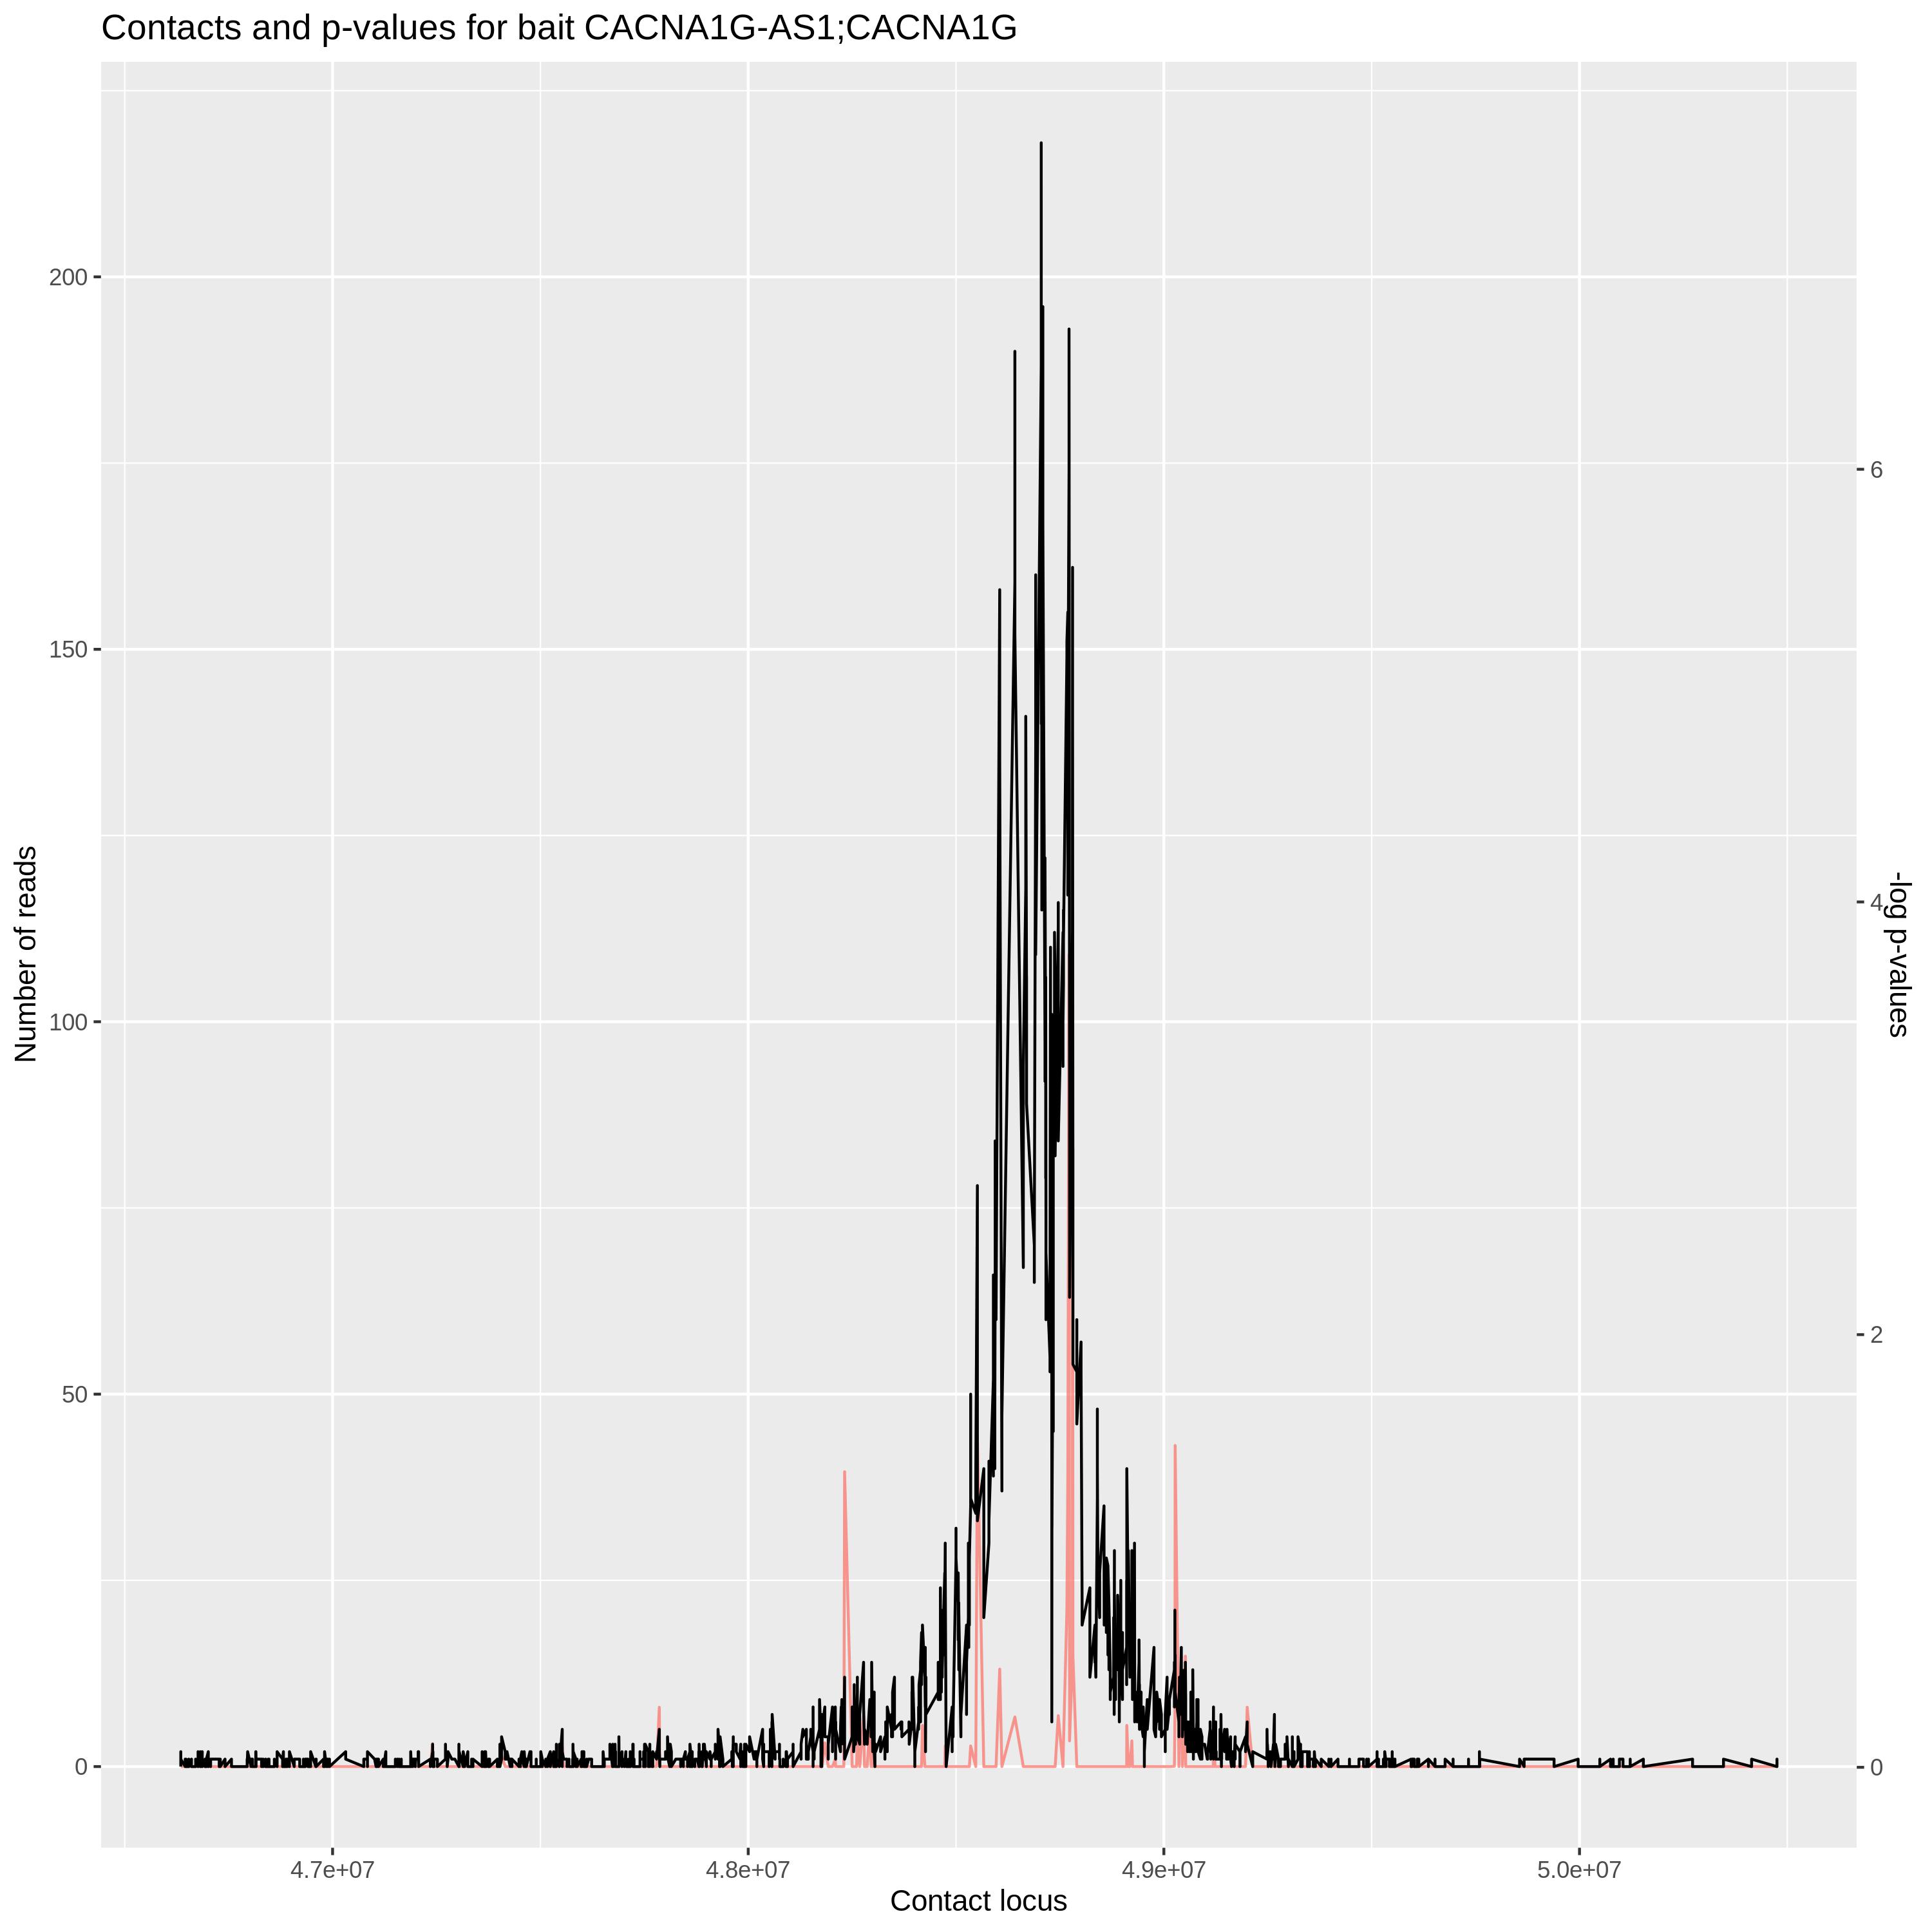 Contacts and p-values for bait CACNA1G-AS1;CACNA1G
Number of reads
200
150
100
50
0
6
4
2
0
-log p-values
4.7e+07
4.8e+07
4.9e+07
5.0e+07
Contact locus